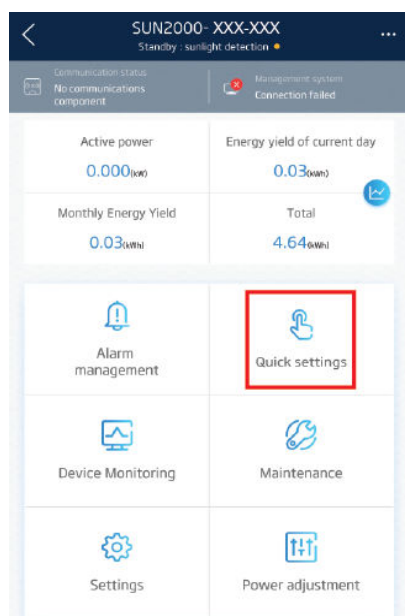 SUN2000- XXX-XXX
Standby : sunlight detection
Communication status
No communications
component
Management system
Connection failed
Active power
0.000(kW)
Energy yield of current day
0.03(kWh)
Monthly Energy Yield
0.03(kWh)
Total
4.64(kWh)
Alarm
management
Quick settings
Device Monitoring
Maintenance
Settings
Power adjustment